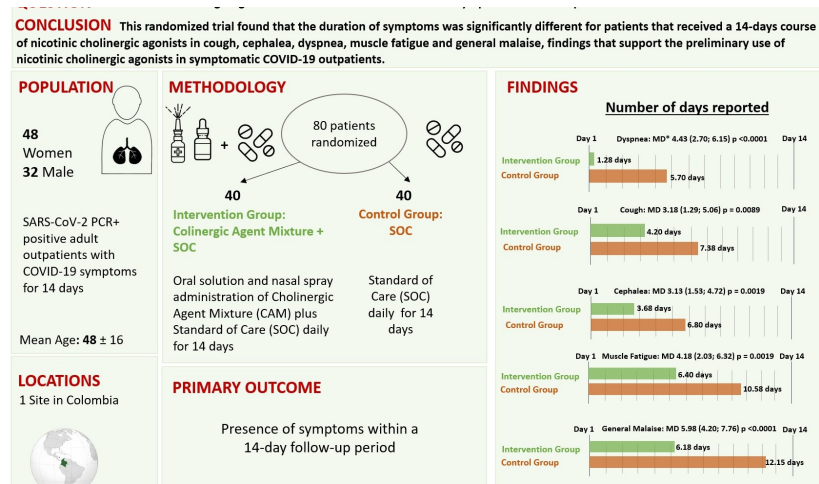 CONCLUSION This randomized trial found that the duration of symptoms was significantly different for patients that received a 14-days course
of nicotinic cholinergic agonists in cough, cephalea, dyspnea, muscle fatigue and general malaise, findings that support the preliminary use of
nicotinic cholinergic agonists in symptomatic COVID-19 outpatients.
POPULATION
48
Women
32 Male
SARS-CoV-2 PCR+
positive adult
outpatients with
COVID-19 symptoms
for 14 days
Mean Age: 48 ± 16
LOCATIONS
1 Site in Colombia
METHODOLOGY
+
80 patients
randomized
40
Intervention Group:
Colinergic Agent Mixture +
SOC
Oral solution and nasal spray
administration of Cholinergic
Agent Mixture (CAM) plus
Standard of Care (SOC) daily
for 14 days
40
Control Group:
SOC
Standard of
Care (SOC)
daily for 14
days
PRIMARY OUTCOME
Presence of symptoms within a
14-day follow-up period
FINDINGS
Number of days reported
Day 1 Dyspnea: MD* 4.43 (2.70; 6.15) p <0.0001 Day 14
Intervention Group 1.28 days
Control Group 5.70 days
Day 1 Cough: MD 3.18 (1.29; 5.06) p = 0.0089 Day 14
Intervention Group 4.20 days
Control Group 7.38 days
Day 1 Cephalea: MD 3.13 (1.53; 4.72) p = 0.0019 Day 14
Intervention Group 3.68 days
Control Group 6.80 days
Day 1 Muscle Fatigue: MD 4.18 (2.03; 6.32) p = 0.0019 Day 14
Intervention Group 6.40 days
Control Group 10.58 days
Day 1 General Malaise: MD 5.98 (4.20; 7.76) p <0.0001 Day 14
Intervention Group 6.18 days
Control Group 12.15 days